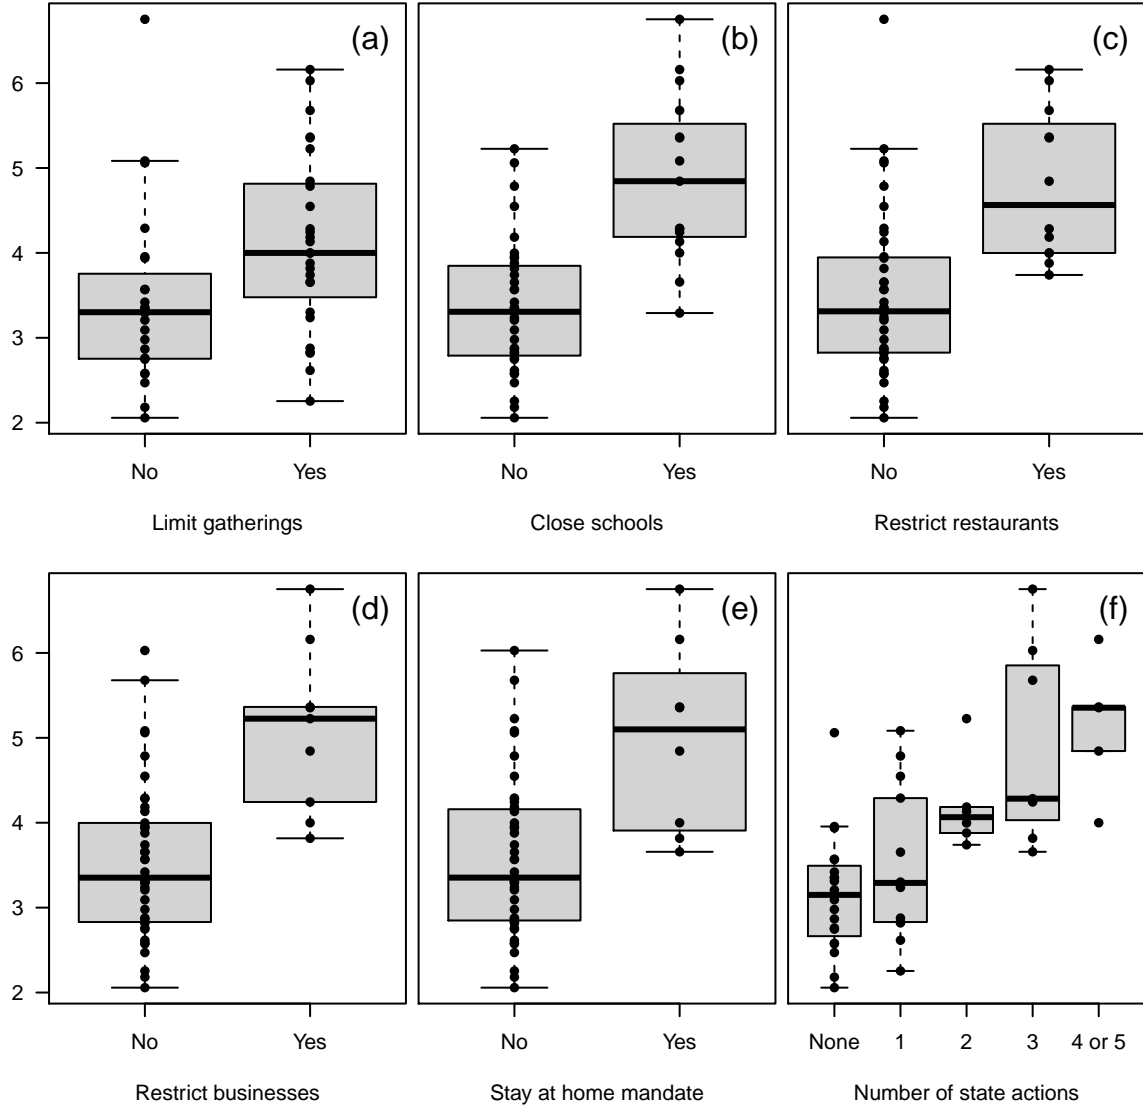 (a)
(b)
(c)
6
5
4
3
2
No Yes
No Yes
No Yes
Limit gatherings
Close schools
Restrict restaurants
(d)
(e)
(f)
6
5
4
3
2
No Yes
No Yes
None 1 2 3 4 or 5
Restrict businesses
Stay at home mandate
Number of state actions